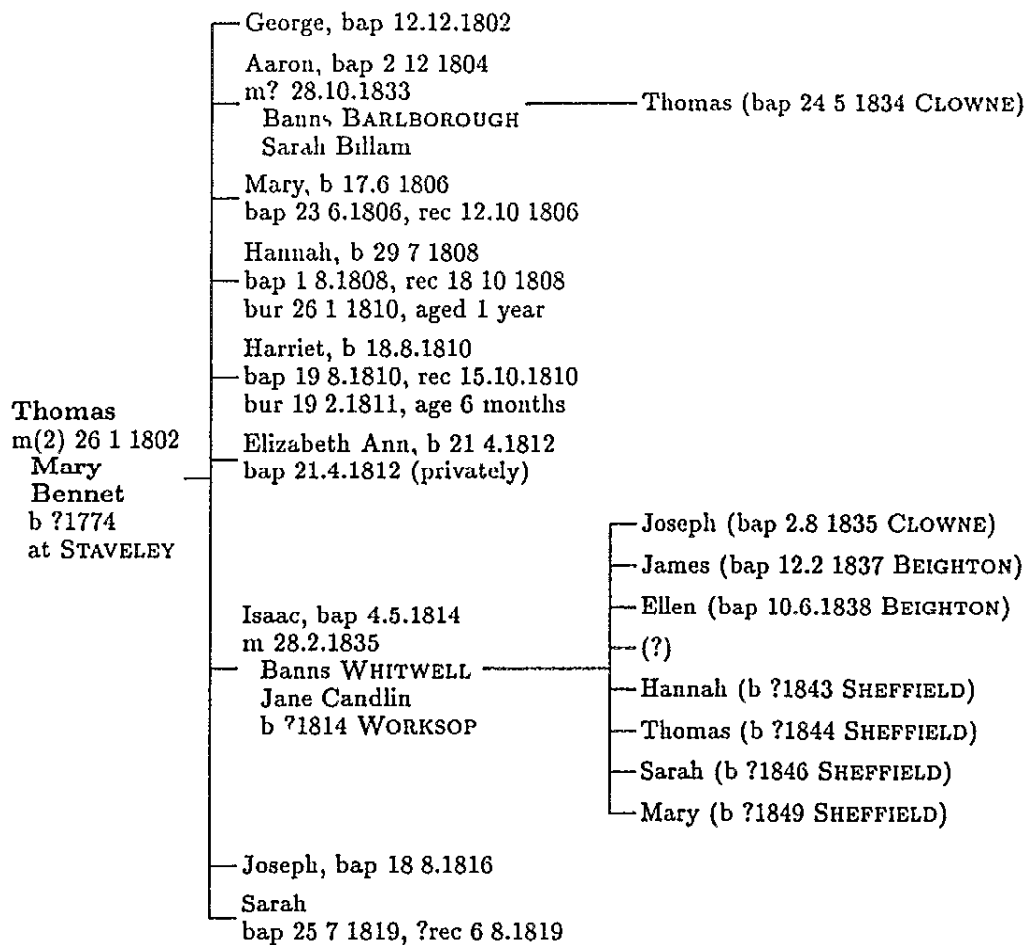 George, bap 12.12.1802
Aaron, bap 2 12 1804
m? 28.10.1833
Banns BARLBOROUGH
Sarah Billam
Thomas (bap 24 5 1834 CLOWNE)
Mary, b 17.6 1806
bap 23 6.1806, rec 12.10 1806
Hannah, b 29 7 1808
bap 1 8.1808, rec 18 10 1808
bur 26 1 1810, aged 1 year
Harriet, b 18.8.1810
bap 19 8.1810, rec 15.10.1810
bur 19 2.1811, age 6 months
Thomas
m(2) 26 1 1802
Mary
Bennet
b ?1774
at STAVELEY
Elizabeth Ann, b 21 4.1812
bap 21.4.1812 (privately)
Isaac, bap 4.5.1814
m 28.2.1835
Banns WHITWELL
Jane Candlin
b ?1814 WORKSOP
Joseph (bap 2.8 1835 CLOWNE)
James (bap 12.2 1837 BEIGHTON)
Ellen (bap 10.6.1838 BEIGHTON)
(?)
Hannah (b ?1843 SHEFFIELD)
Thomas (b ?1844 SHEFFIELD)
Sarah (b ?1846 SHEFFIELD)
Mary (b ?1849 SHEFFIELD)
Joseph, bap 18 8.1816
Sarah
bap 25 7 1819, ?rec 6 8.1819